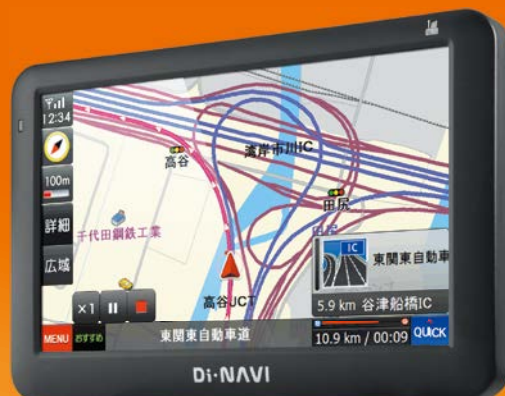 12:34
100m
詳細
広域
高谷
湾岸市川IC
田尻
田尻
千代田鋼鉄工業
高谷JCT
IC
東関東自動車
5.9 km 谷津船橋IC
×1
MENU
おすすめ
東関東自動車道
10.9 km / 00:09
QUICK
Di·NAVI